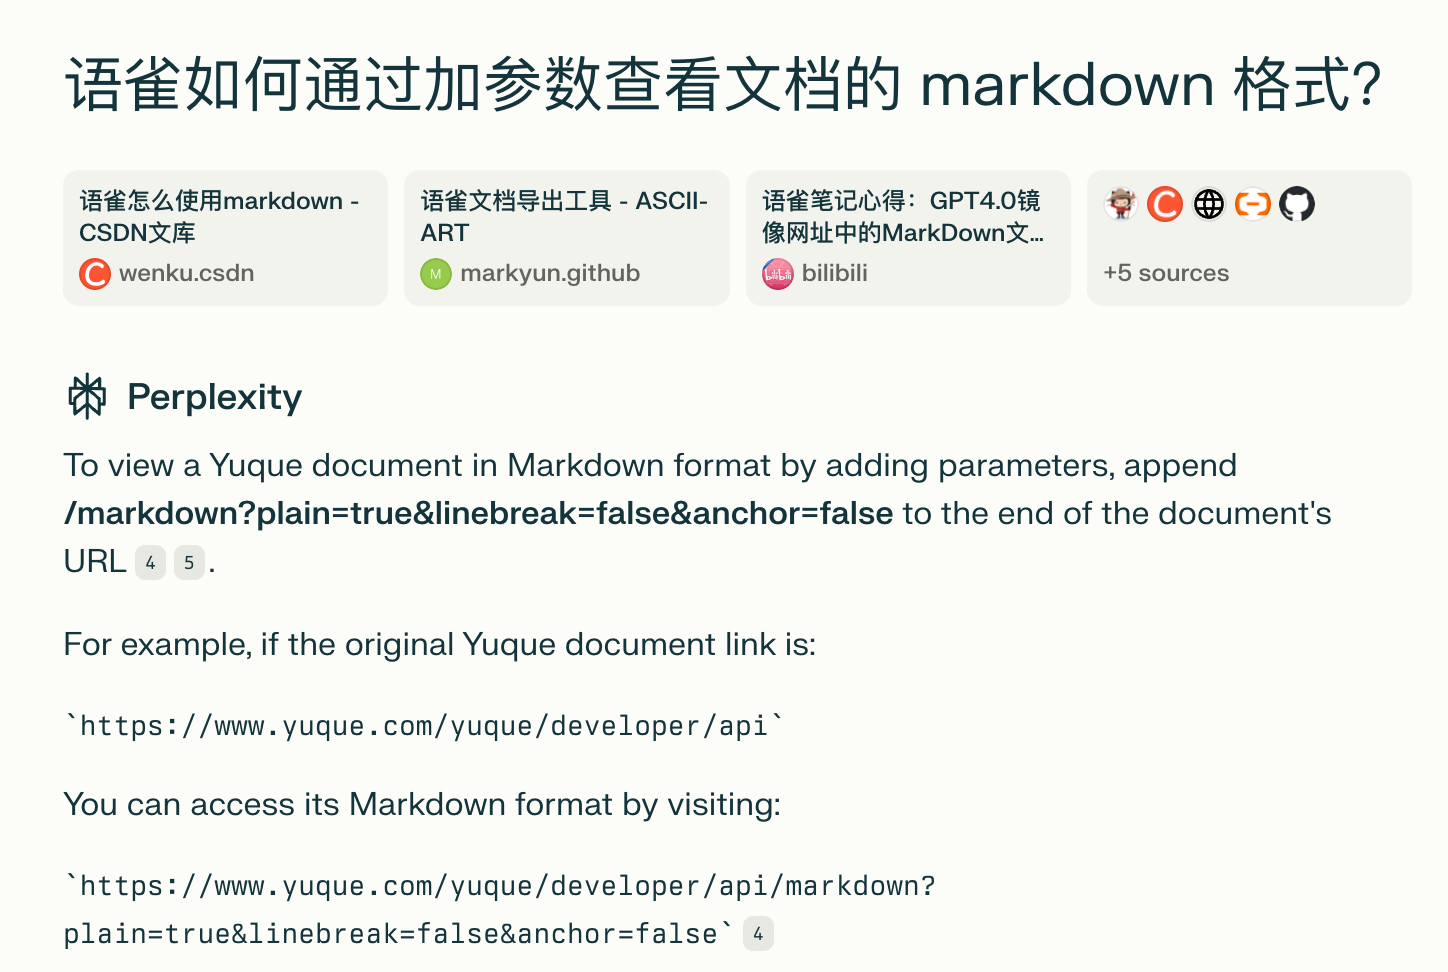 语雀如何通过加参数查看文档的 markdown 格式?
语雀怎么使用markdown -
CSDN文库
wenku.csdn
语雀文档导出工具 - ASCII-
ART
M markyun.github
语雀笔记心得：GPT4.0镜
像网址中的MarkDown文...
bilibili
+5 sources
Perplexity
To view a Yuque document in Markdown format by adding parameters, append
/markdown?plain=true&linebreak=false&anchor=false to the end of the document's
URL 4 5 .
For example, if the original Yuque document link is:
`https://www.yuque.com/yuque/developer/api`
You can access its Markdown format by visiting:
`https://www.yuque.com/yuque/developer/api/markdown?
plain=true&linebreak=false&anchor=false` 4